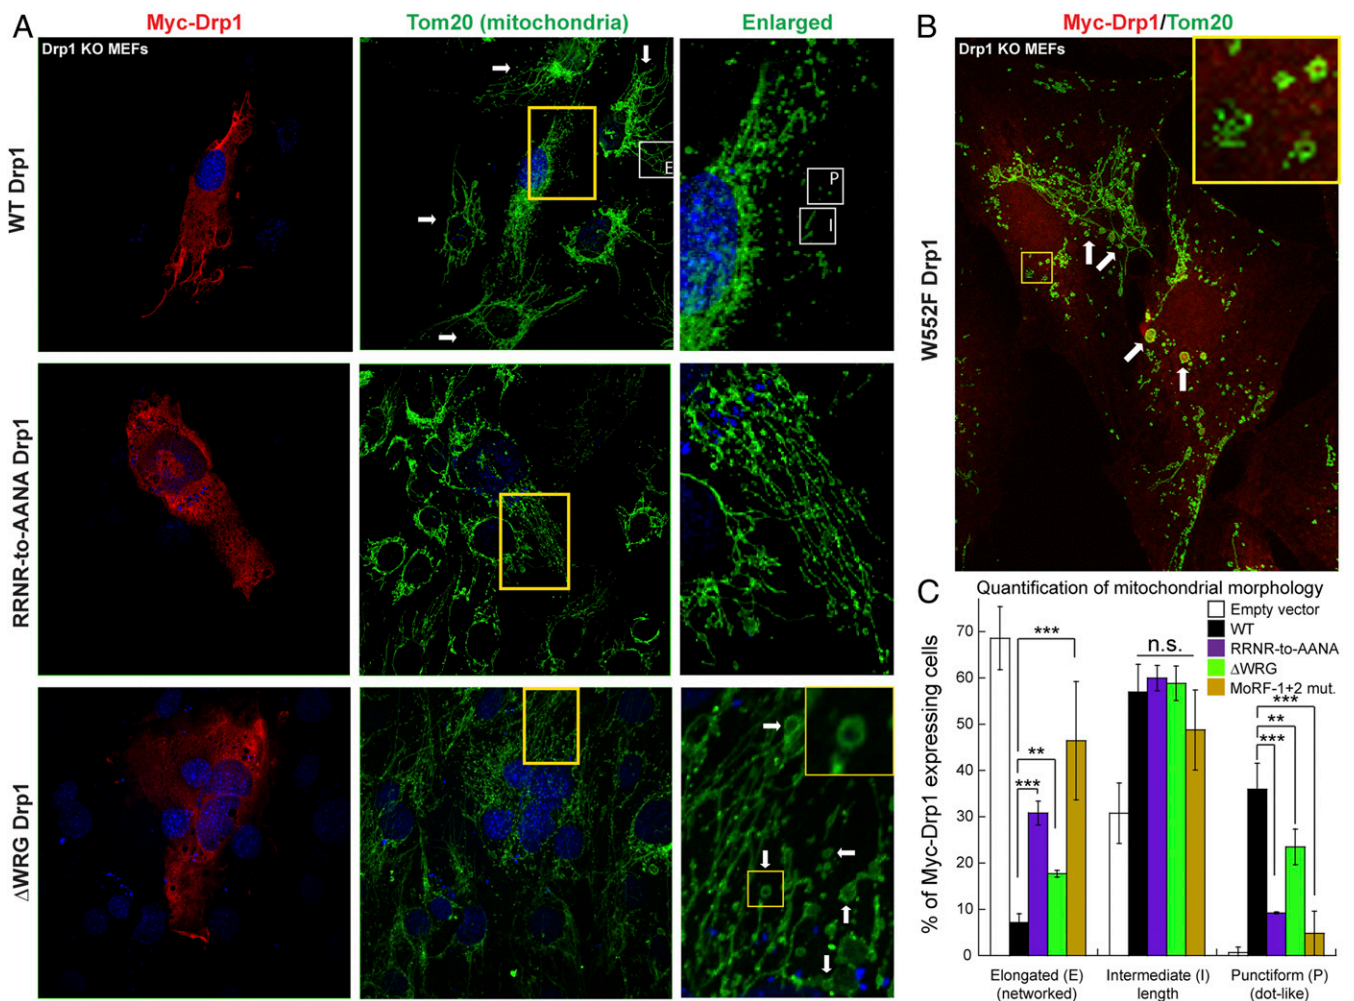 A
Myc-Drp1
Tom20 (mitochondria)
Enlarged
WT Drp1
Drp1 KO MEFs
E
P
I
RRNR-to-AANA Drp1
ΔWRG Drp1
B
Myc-Drp1/Tom20
W552F Drp1
Drp1 KO MEFs
C
Quantification of mitochondrial morphology
% of Myc-Drp1 expressing cells
70
60
50
40
30
20
10
0
Empty vector
WT
RRNR-to-AANA
ΔWRG
MoRF-1+2 mut.
***
**
***
n.s.
***
**
***
Elongated (E)
(networked)
Intermediate (I)
length
Punctiform (P)
(dot-like)